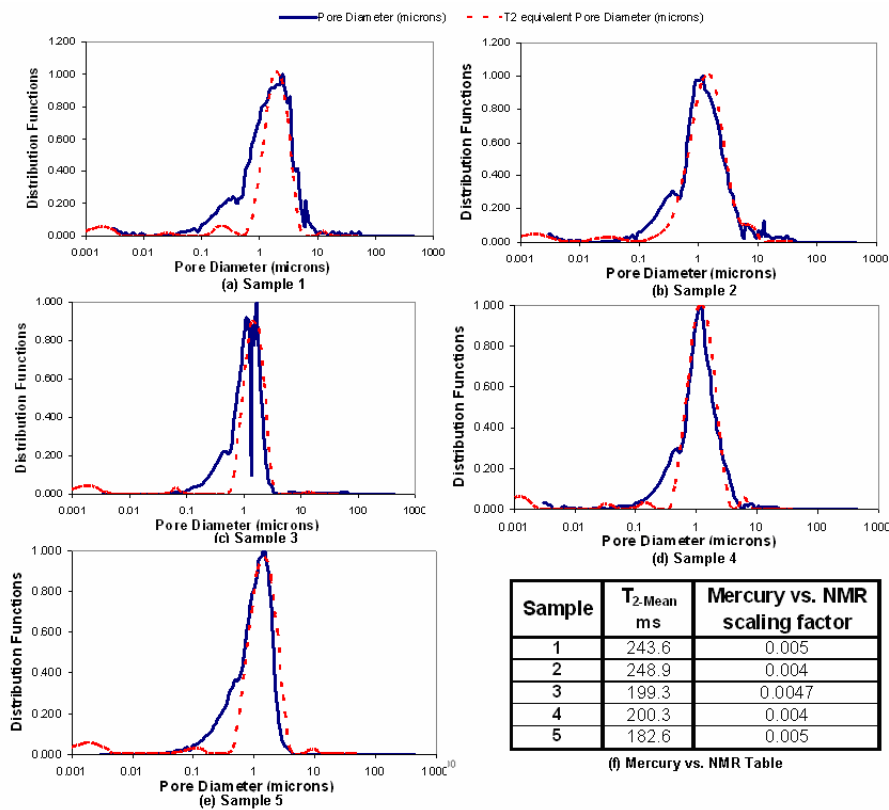 Pore Diameter (microns) T2 equivalent Pore Diameter (microns)
Distribution Functions
1.200
1.000
0.800
0.600
0.400
0.200
0.000
0.001 0.01 0.1 1 10 100 1000
Pore Diameter (microns)
(a) Sample 1
Distribution Functions
1.200
1.000
0.800
0.600
0.400
0.200
0.000
0.001 0.01 0.1 1 10 100 1000
Pore Diameter (microns)
(b) Sample 2
Distribution Functions
1.000
0.800
0.600
0.400
0.200
0.000
0.001 0.01 0.1 1 10 100 1000
Pore Diameter (microns)
(c) Sample 3
Distribution Functions
1.000
0.800
0.600
0.400
0.200
0.000
0.001 0.01 0.1 1 10 100 1000
Pore Diameter (microns)
(d) Sample 4
Distribution Functions
1.000
0.800
0.600
0.400
0.200
0.000
0.001 0.01 0.1 1 10 100 1000
Pore Diameter (microns)
(e) Sample 5
Sample T2-Mean ms Mercury vs. NMR scaling factor
1 243.6 0.005
2 248.9 0.004
3 199.3 0.0047
4 200.3 0.004
5 182.6 0.005
(f) Mercury vs. NMR Table